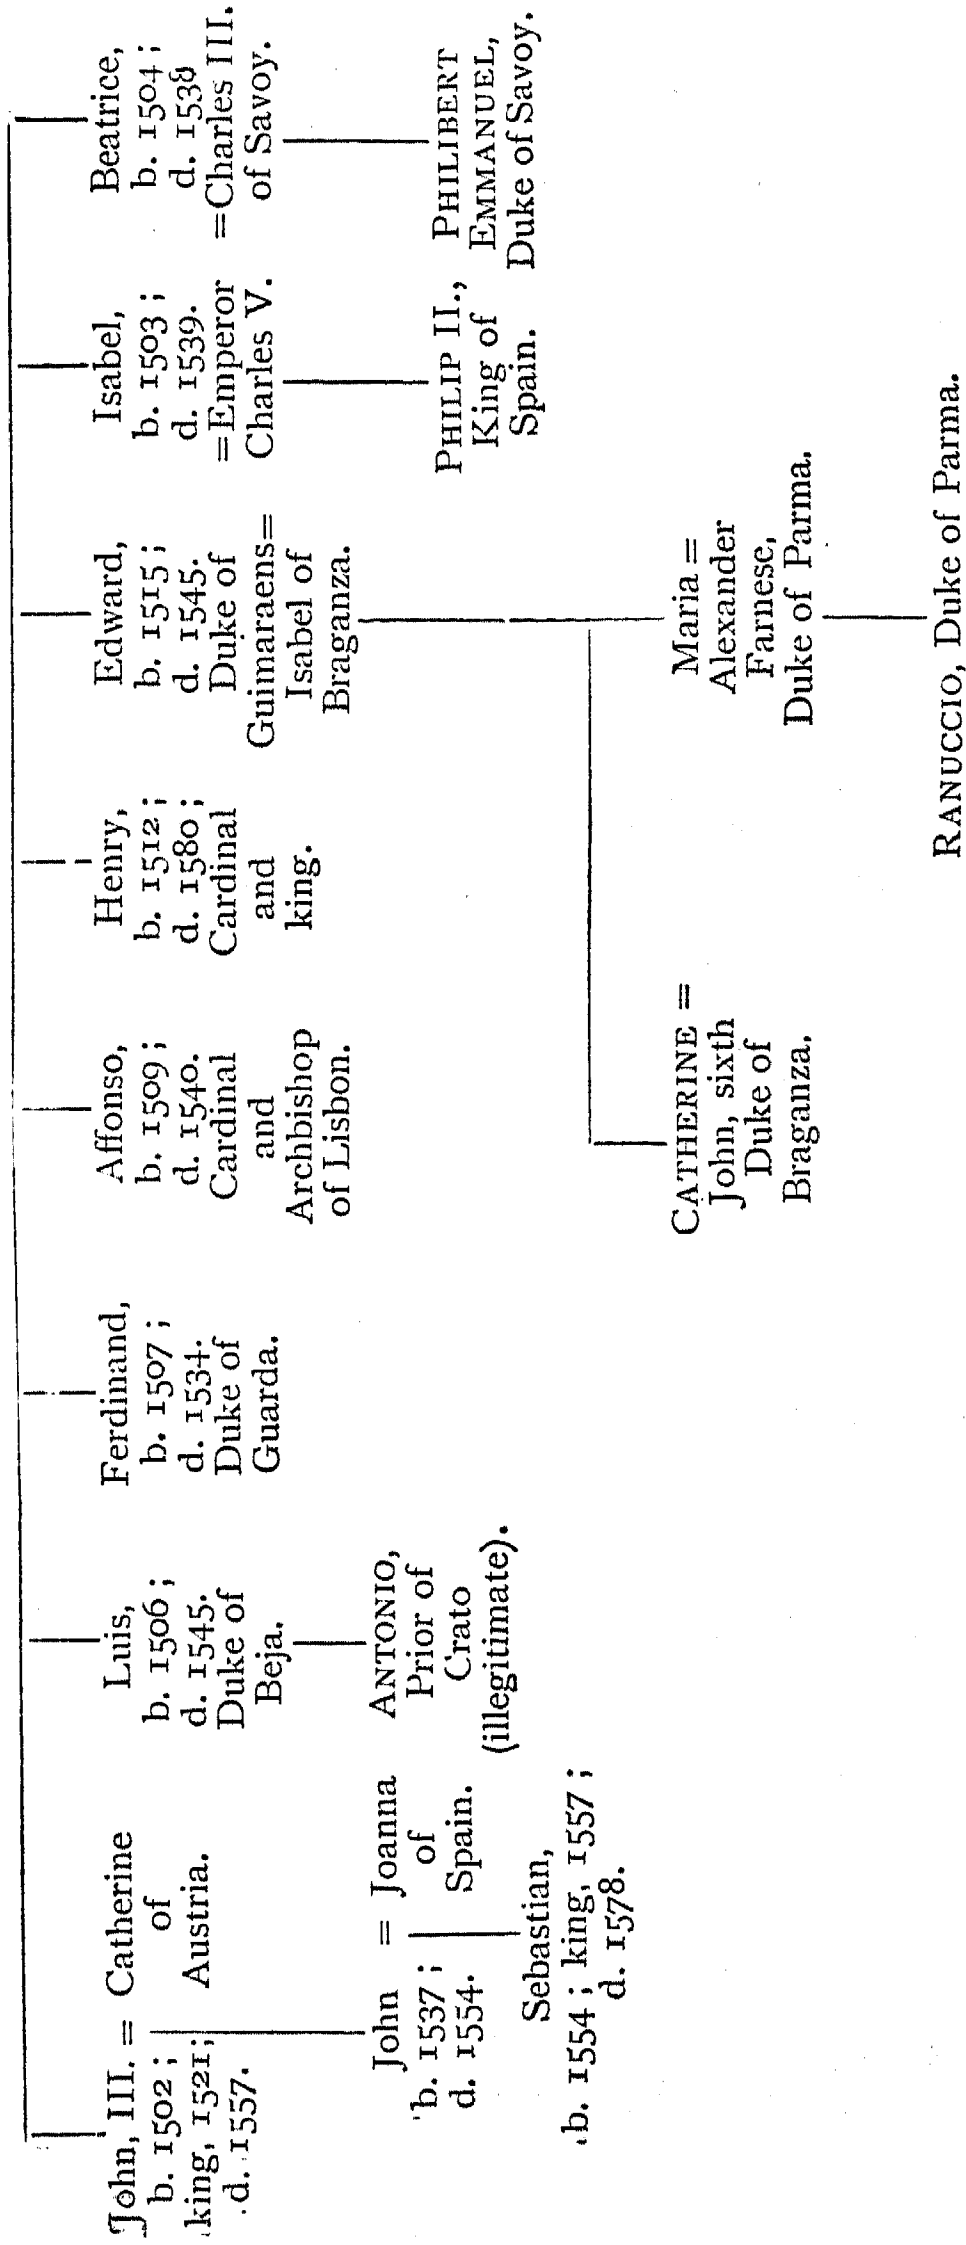 John, III. = Catherine
b. 1502 ;
of
king, 1521;
Austria.
d. 1557.
John = Joanna
b. 1537 ;
of
d. 1554.
Spain.
Sebastian,
b. 1554 ; king, 1557 ;
d. 1578.
Luis,
b. 1506 ;
d. 1545.
Duke of
Beja.
ANTONIO,
Prior of
Crato
(illegitimate).
Ferdinand,
b. 1507 ;
d. 1534.
Duke of
Guarda.
Affonso,
b. 1509 ;
d. 1540.
Cardinal
and
Archbishop
of Lisbon.
Henry,
b. 1512 ;
d. 1580 ;
Cardinal
and
king.
Edward,
b. 1515 ;
d. 1545.
Duke of
Guimaraens=
Isabel of
Braganza.
CATHERINE =
John, sixth
Duke of
Braganza.
Maria =
Alexander
Farnese,
Duke of Parma.
RANUCCIO, Duke of Parma.
Isabel,
b. 1503 ;
d. 1539.
=Emperor
Charles V.
PHILIP II.,
King of
Spain.
Beatrice,
b. 1504 ;
d. 1538
=Charles III.
of Savoy.
PHILIBERT
EMMANUEL,
Duke of Savoy.